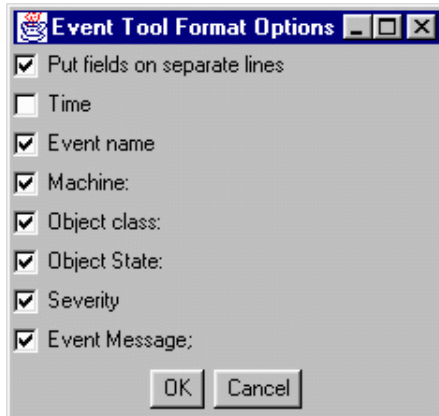 Event Tool Format Options
Put fields on separate lines
Time
Event name
Machine:
Object class:
Object State:
Severity
Event Message;
OK Cancel